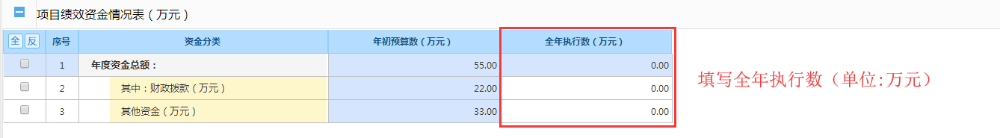 项目绩效资金情况表（万元）
全 反 序号 资金分类 年初预算数（万元） 全年执行数（万元）
1 年度资金总额： 55.00 0.00
2 其中：财政拨款（万元） 22.00 0.00
3 其他资金（万元） 33.00 0.00
填写全年执行数（单位:万元）